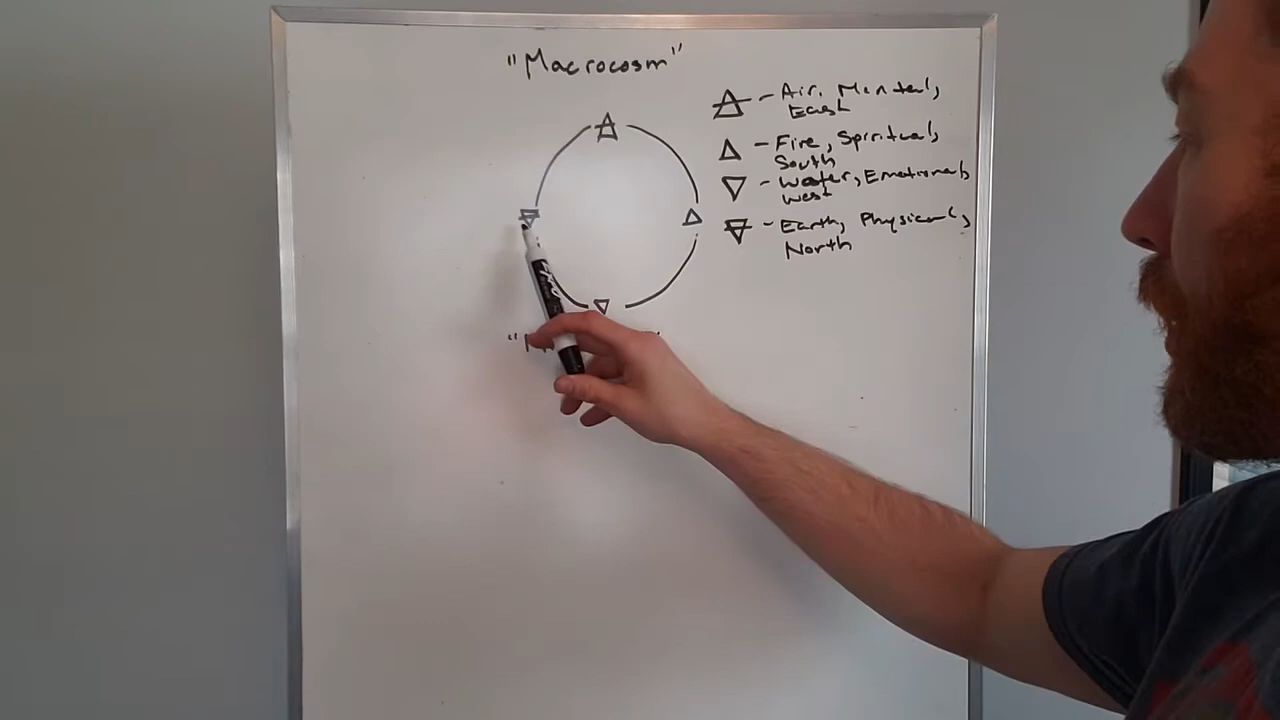 "Macrocosm"
- Air, Mental,
East
- Fire, Spiritual,
South
- Water, Emotional,
West
- Earth, Physical,
North